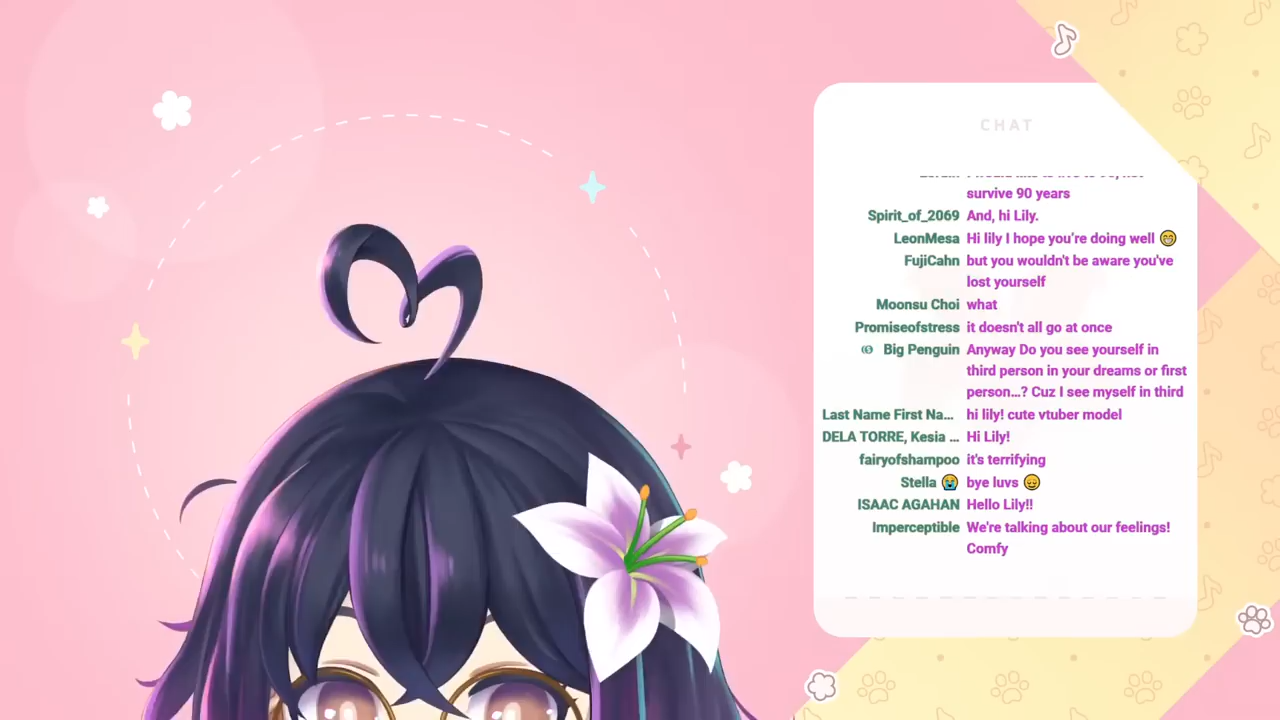 CHAT
survive 90 years
Spirit_of_2069 And, hi Lily.
LeonMesa Hi lily I hope you're doing well
FujiCahn but you wouldn't be aware you've
lost yourself
Moonsu Choi what
Promiseofstress it doesn't all go at once
Big Penguin Anyway Do you see yourself in
third person in your dreams or first
person...? Cuz I see myself in third
Last Name First Na... hi lily! cute vtuber model
DELA TORRE, Kesia ... Hi Lily!
fairyofshampoo it's terrifying
Stella 😭 bye luvs
ISAAC AGAHAN Hello Lily!!
Imperceptible We're talking about our feelings!
Comfy